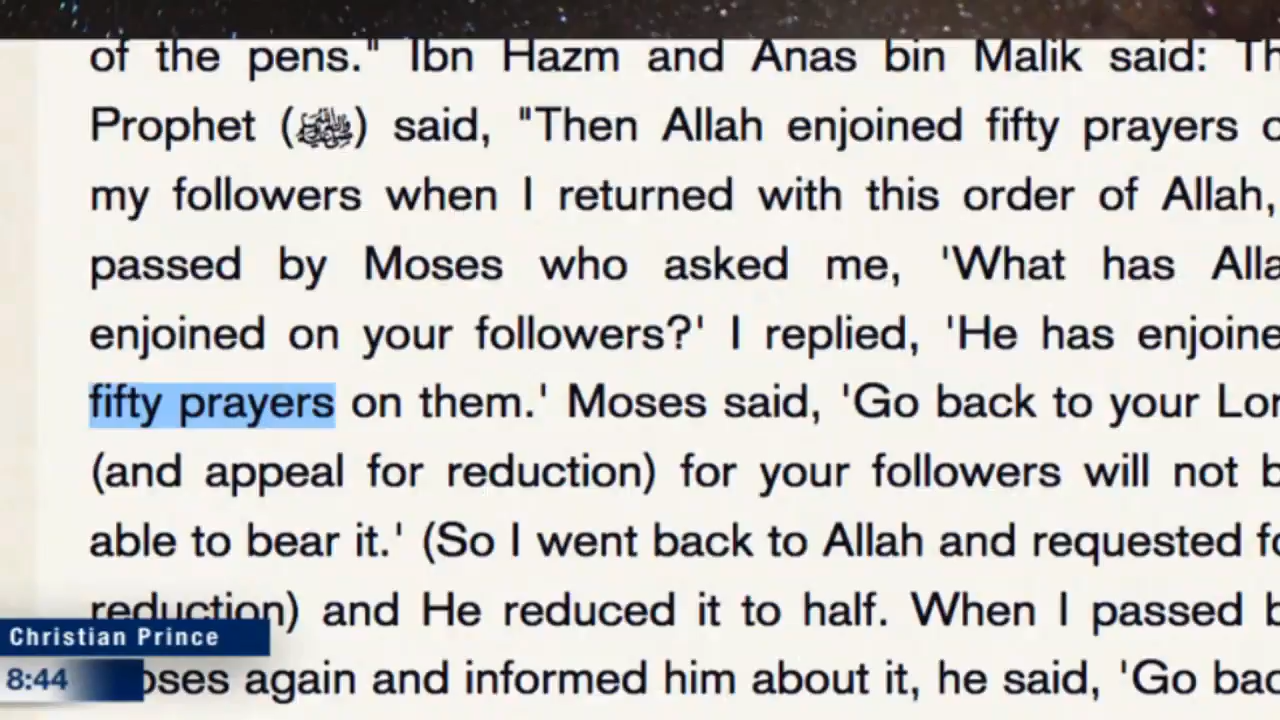 of the pens." Ibn Hazm and Anas bin Malik said: Th
Prophet (ﷺ) said, "Then Allah enjoined fifty prayers o
my followers when I returned with this order of Allah,
passed by Moses who asked me, 'What has Alla
enjoined on your followers?' I replied, 'He has enjoine
fifty prayers on them.' Moses said, 'Go back to your Lor
(and appeal for reduction) for your followers will not b
able to bear it.' (So I went back to Allah and requested fo
reduction) and He reduced it to half. When I passed b
oses again and informed him about it, he said, 'Go bac
Christian Prince
8:44